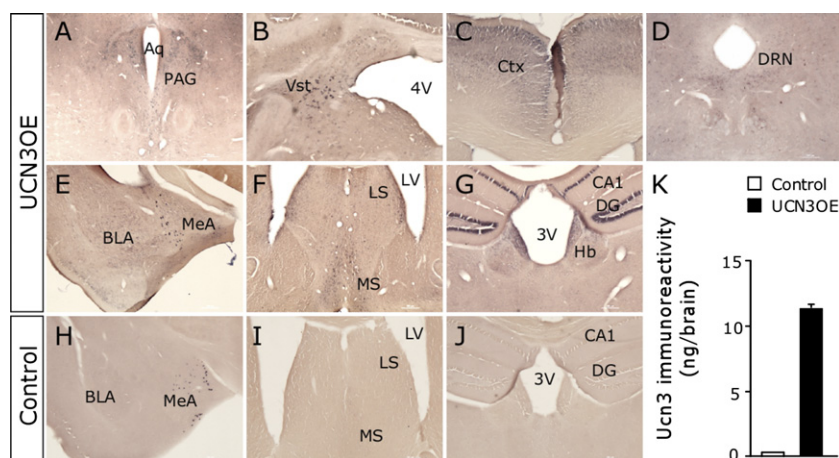 UCN3OE
A
Aq
PAG
B
Vst
4V
C
Ctx
D
DRN
E
BLA
MeA
F
LS
LV
MS
G
CA1
DG
3V
Hb
Control
H
BLA
MeA
I
LV
LS
MS
J
CA1
DG
3V
K
Control
UCN3OE
Ucn3 immunoreactivity
(ng/brain)
15
10
5
0